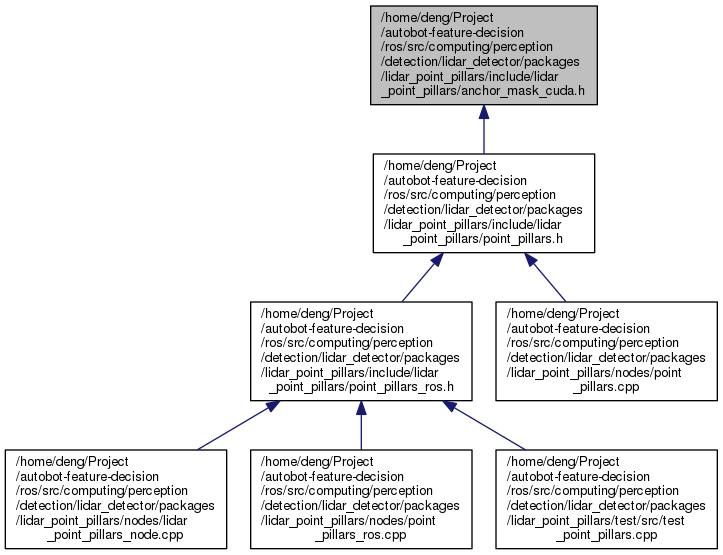 /home/deng/Project
/autobot-feature-decision
/ros/src/computing/perception
/detection/lidar_detector/packages
/lidar_point_pillars/include/lidar
_point_pillars/anchor_mask_cuda.h
/home/deng/Project
/autobot-feature-decision
/ros/src/computing/perception
/detection/lidar_detector/packages
/lidar_point_pillars/include/lidar
_point_pillars/point_pillars.h
/home/deng/Project
/autobot-feature-decision
/ros/src/computing/perception
/detection/lidar_detector/packages
/lidar_point_pillars/include/lidar
_point_pillars/point_pillars_ros.h
/home/deng/Project
/autobot-feature-decision
/ros/src/computing/perception
/detection/lidar_detector/packages
/lidar_point_pillars/nodes/point
_pillars.cpp
/home/deng/Project
/autobot-feature-decision
/ros/src/computing/perception
/detection/lidar_detector/packages
/lidar_point_pillars/nodes/lidar
_point_pillars_node.cpp
/home/deng/Project
/autobot-feature-decision
/ros/src/computing/perception
/detection/lidar_detector/packages
/lidar_point_pillars/nodes/point
_pillars_ros.cpp
/home/deng/Project
/autobot-feature-decision
/ros/src/computing/perception
/detection/lidar_detector/packages
/lidar_point_pillars/test/src/test
_point_pillars.cpp